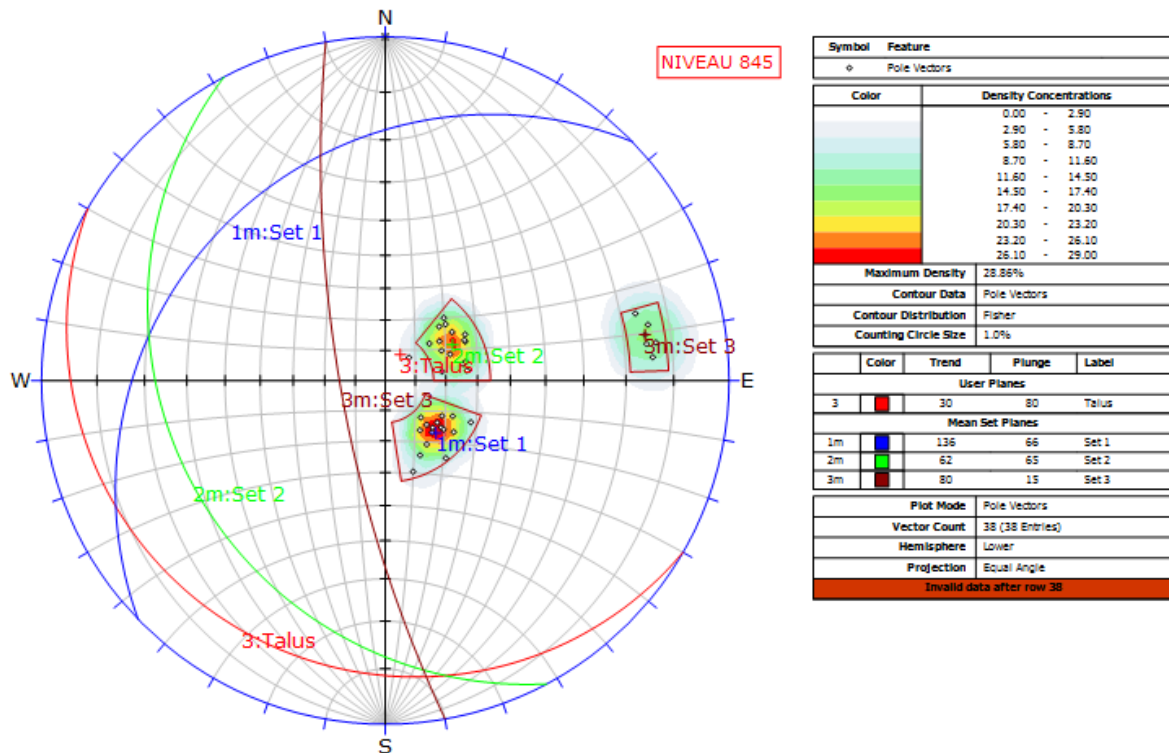 N
NIVEAU 845
1m:Set 1
2m:Set 2
3m:Set 3
3:Talus
W
E
3m:Set 3
1m:Set 1
2m:Set 2
3:Talus
S
Symbol Feature
Pole Vectors
Color Density Concentrations
0.00 - 2.90
2.90 - 5.80
5.80 - 8.70
8.70 - 11.60
11.60 - 14.50
14.50 - 17.40
17.40 - 20.30
20.30 - 23.20
23.20 - 26.10
26.10 - 29.00
Maximum Density 28.86%
Contour Data Pole Vectors
Contour Distribution Fisher
Counting Circle Size 1.0%
Color Trend Plunge Label
User Planes
3 30 80 Talus
Mean Set Planes
1m 136 66 Set 1
2m 62 65 Set 2
3m 80 15 Set 3
Plot Mode Pole Vectors
Vector Count 38 (38 Entries)
Hemisphere Lower
Projection Equal Angle
Invalid data after row 38